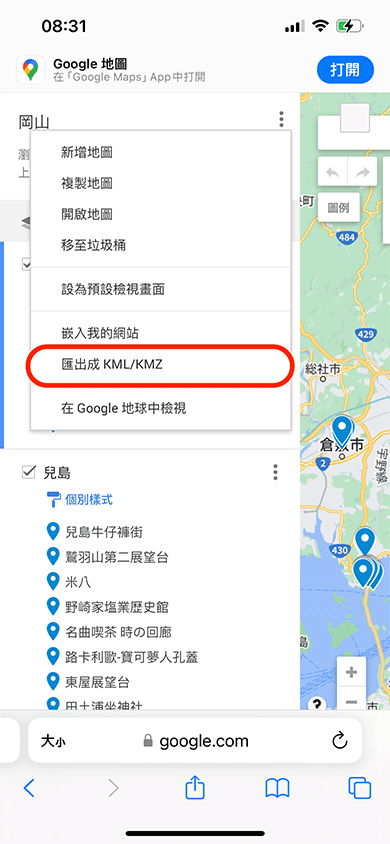 08:31
Google 地圖
在「Google Maps」App 中打開
打開
岡山
瀏
上
新增地圖
複製地圖
開啟地圖
移至垃圾桶
設為預設檢視畫面
嵌入我的網站
匯出成 KML/KMZ
在 Google 地球中檢視
圖例
484
429
総社市
倉敷市
2
宇野線
430
兒島
個別樣式
兒島牛仔褲街
鷲羽山第二展望台
米八
野崎家塩業歷史館
名曲喫茶 時の回廊
路卡利歐-寶可夢人孔蓋
東屋展望台
田土浦坐神社
+
−
?
大小
google.com